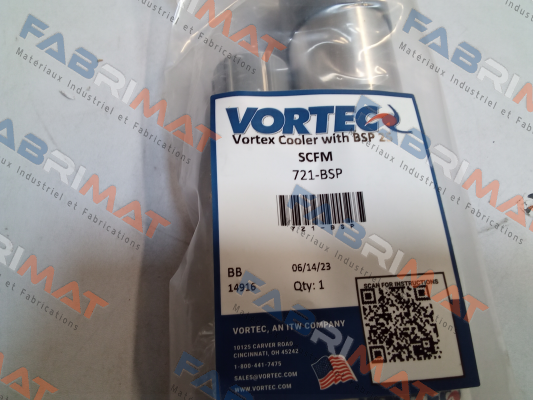 VORTEC
Vortex Cooler with BSP 2
SCFM
721-BSP
721-BSP
BB 06/14/23
14916 Qty: 1
SCAN FOR INSTRUCTIONS
VORTEC, AN ITW COMPANY
10125 CARVER ROAD
CINCINNATI, OH 45242
1-800-441-7475
SALES@VORTEC.COM
WWW.VORTEC.COM
FABRIMAT
Materiaux Industriel et Fabrications